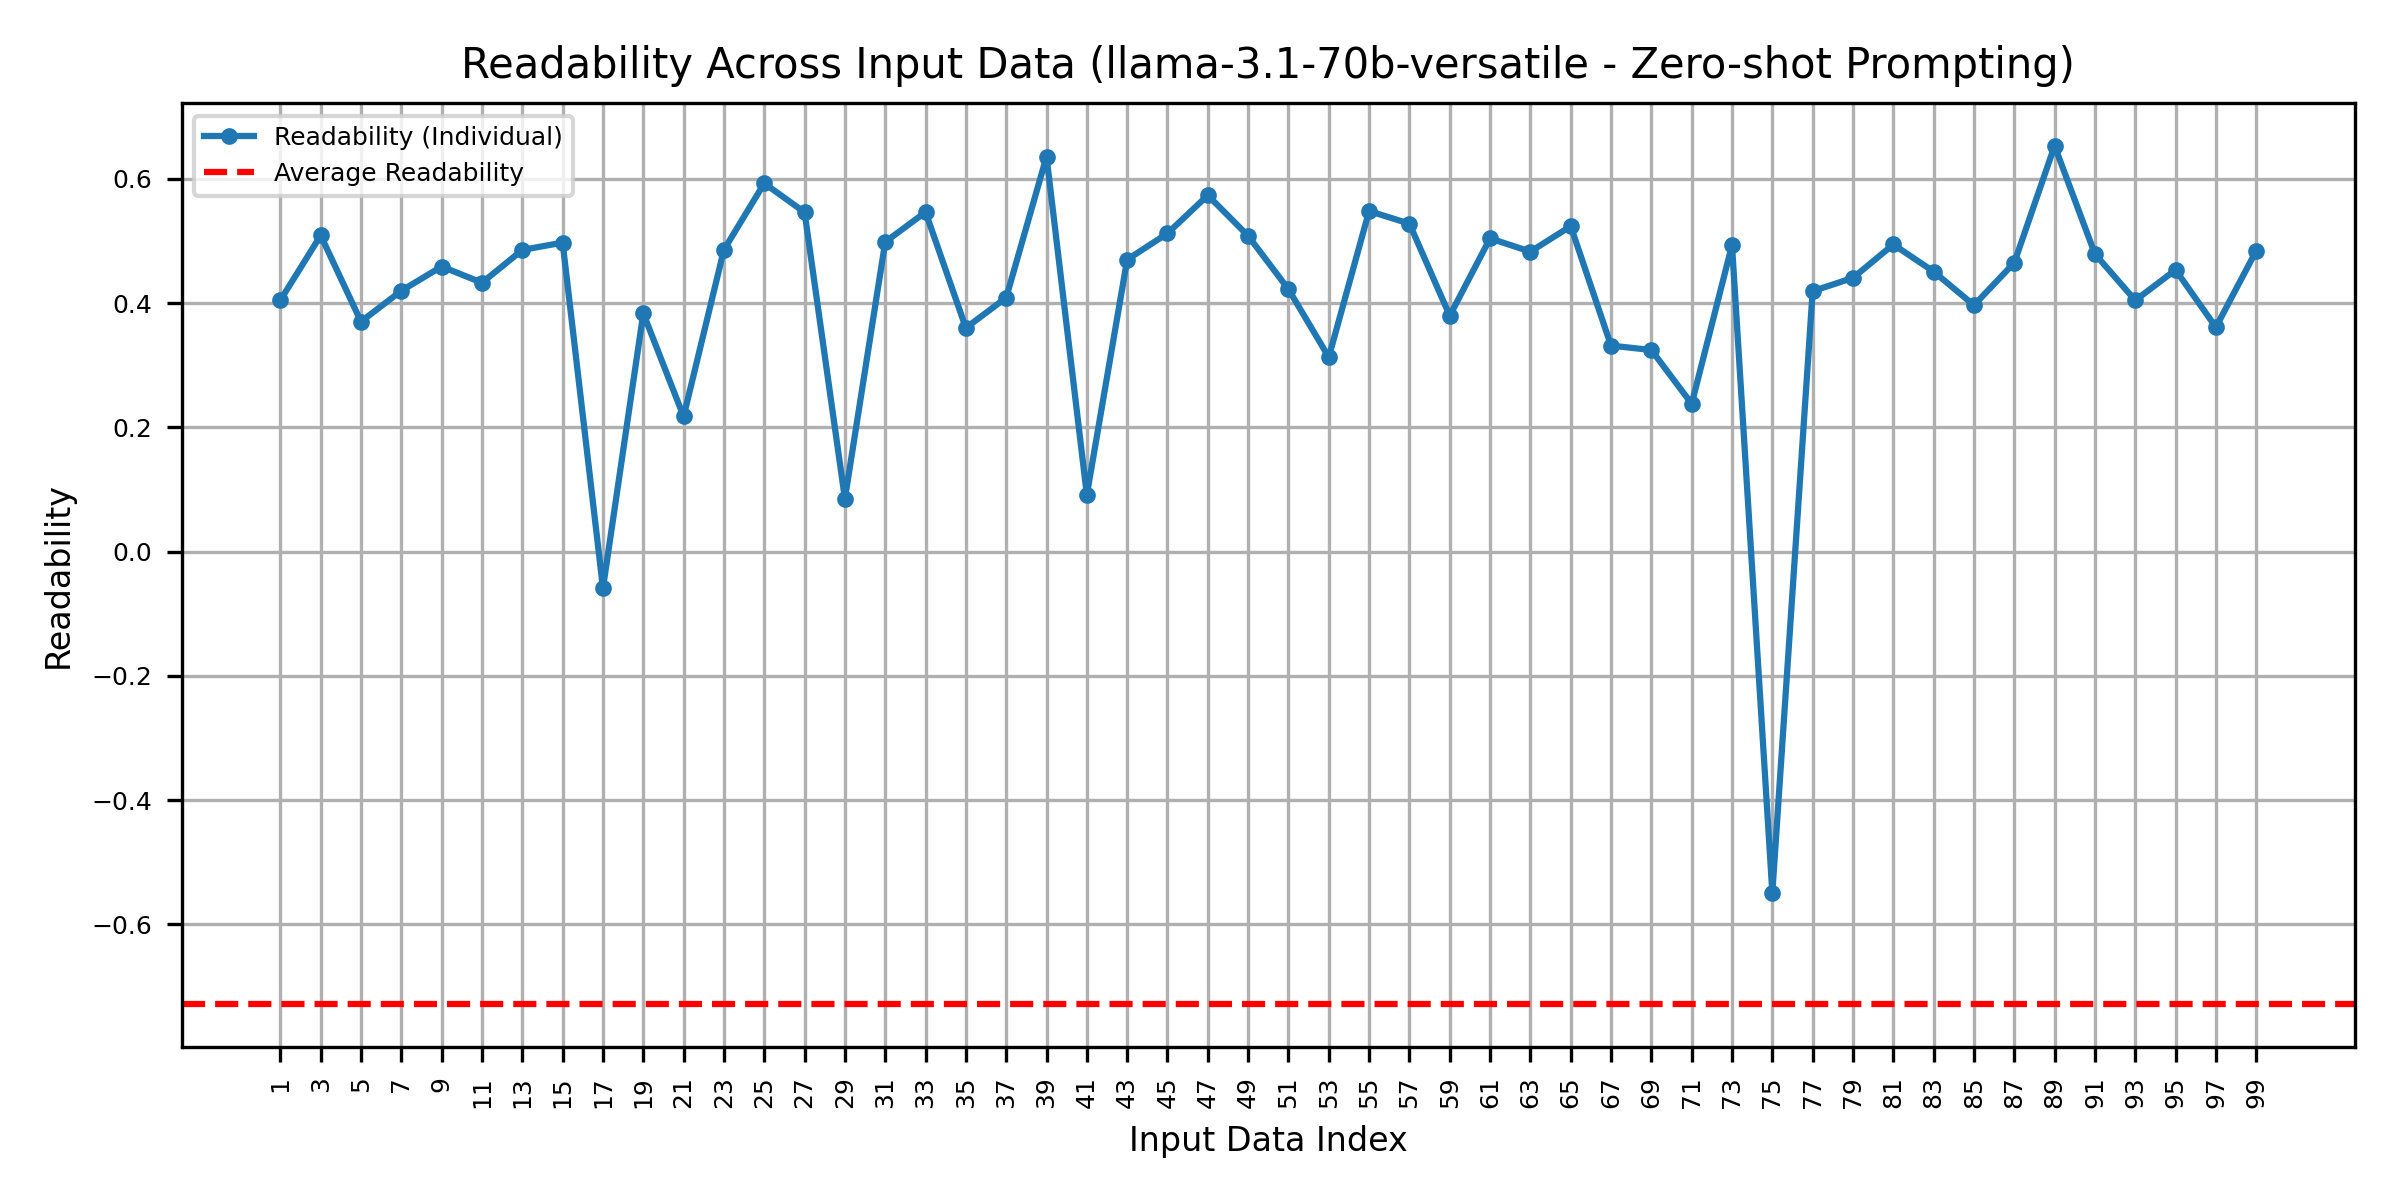 Readability Across Input Data (llama-3.1-70b-versatile - Zero-shot Prompting)
Readability (Individual)
Average Readability
Readability
0.6
0.4
0.2
0.0
−0.2
−0.4
−0.6
1 3 5 7 9 11 13 15 17 19 21 23 25 27 29 31 33 35 37 39 41 43 45 47 49 51 53 55 57 59 61 63 65 67 69 71 73 75 77 79 81 83 85 87 89 91 93 95 97 99
Input Data Index